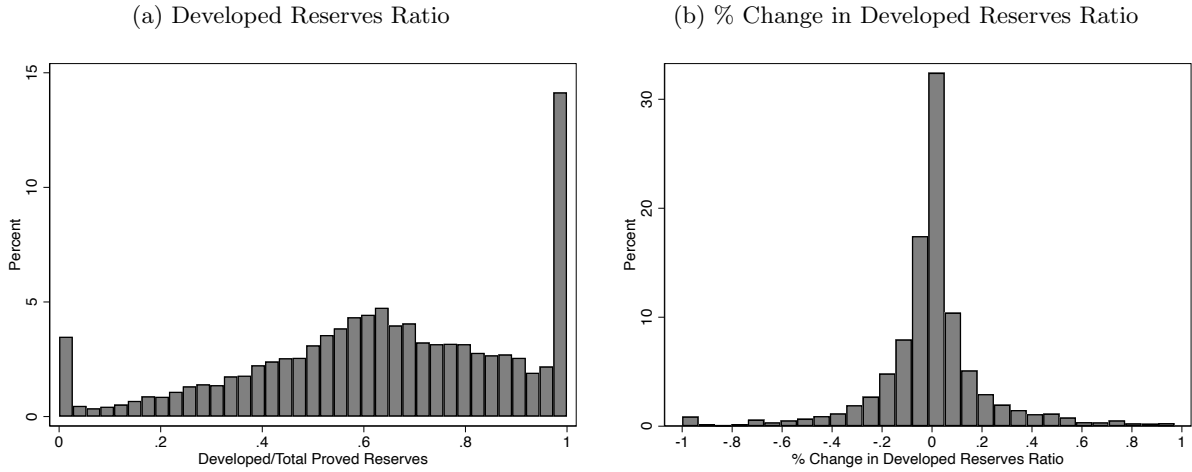 (a) Developed Reserves Ratio
15
10
5
0
Percent
0 .2 .4 .6 .8 1
Developed/Total Proved Reserves
(b) % Change in Developed Reserves Ratio
30
20
10
0
Percent
-1 -.8 -.6 -.4 -.2 0 .2 .4 .6 .8 1
% Change in Developed Reserves Ratio